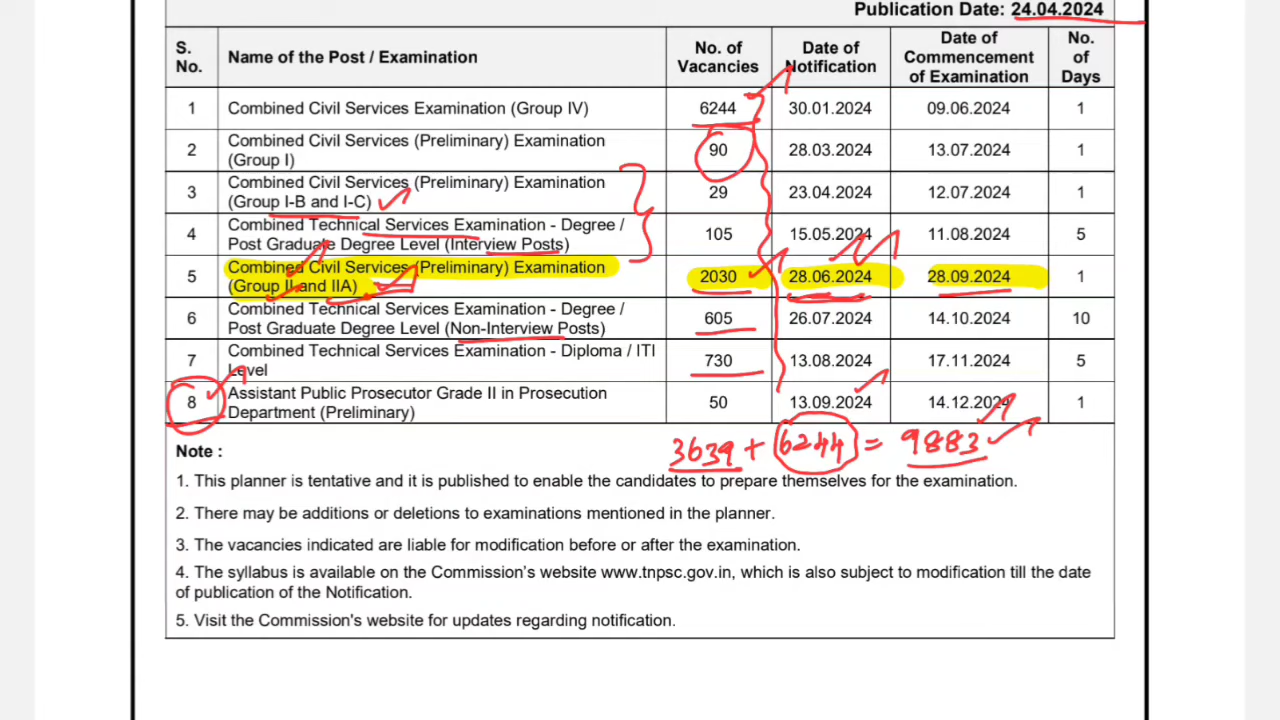 Publication Date: 24.04.2024
S. No. Name of the Post / Examination No. of Vacancies Date of Notification Date of Commencement of Examination No. of Days
1 Combined Civil Services Examination (Group IV) 6244 30.01.2024 09.06.2024 1
2 Combined Civil Services (Preliminary) Examination (Group I) 90 28.03.2024 13.07.2024 1
3 Combined Civil Services (Preliminary) Examination (Group I-B and I-C) 29 23.04.2024 12.07.2024 1
4 Combined Technical Services Examination - Degree / Post Graduate Degree Level (Interview Posts) 105 15.05.2024 11.08.2024 5
5 Combined Civil Services (Preliminary) Examination (Group II and IIA) 2030 28.06.2024 28.09.2024 1
6 Combined Technical Services Examination - Degree / Post Graduate Degree Level (Non-Interview Posts) 605 26.07.2024 14.10.2024 10
7 Combined Technical Services Examination - Diploma / ITI Level 730 13.08.2024 17.11.2024 5
8 Assistant Public Prosecutor Grade II in Prosecution Department (Preliminary) 50 13.09.2024 14.12.2024 1
3639 + 6244 = 9883
Note :
1. This planner is tentative and it is published to enable the candidates to prepare themselves for the examination.
2. There may be additions or deletions to examinations mentioned in the planner.
3. The vacancies indicated are liable for modification before or after the examination.
4. The syllabus is available on the Commission's website www.tnpsc.gov.in, which is also subject to modification till the date
of publication of the Notification.
5. Visit the Commission's website for updates regarding notification.